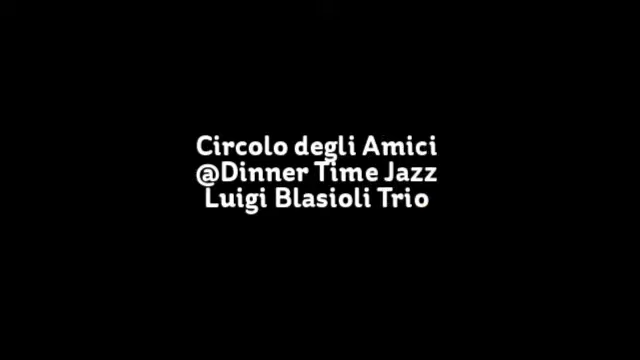 Circolo degli Amici
@Dinner Time Jazz
Luigi Blasioli Trio